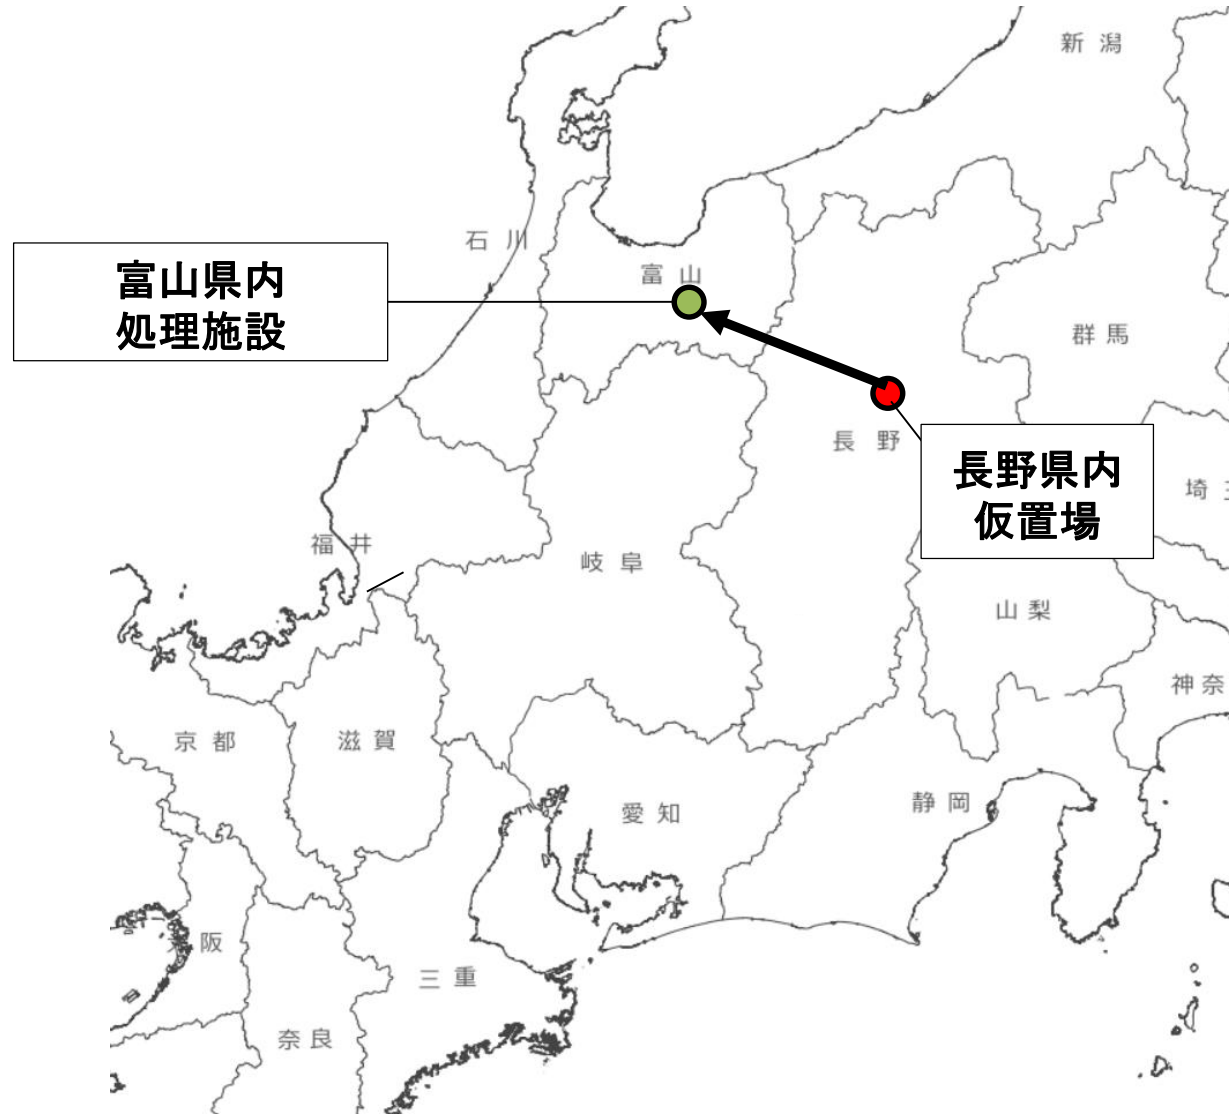 新潟
石川
富山
富山県内
処理施設
群馬
長野
長野県内
仮置場
埼
福井
岐阜
山梨
神奈
京都
滋賀
静岡
愛知
阪
三重
奈良